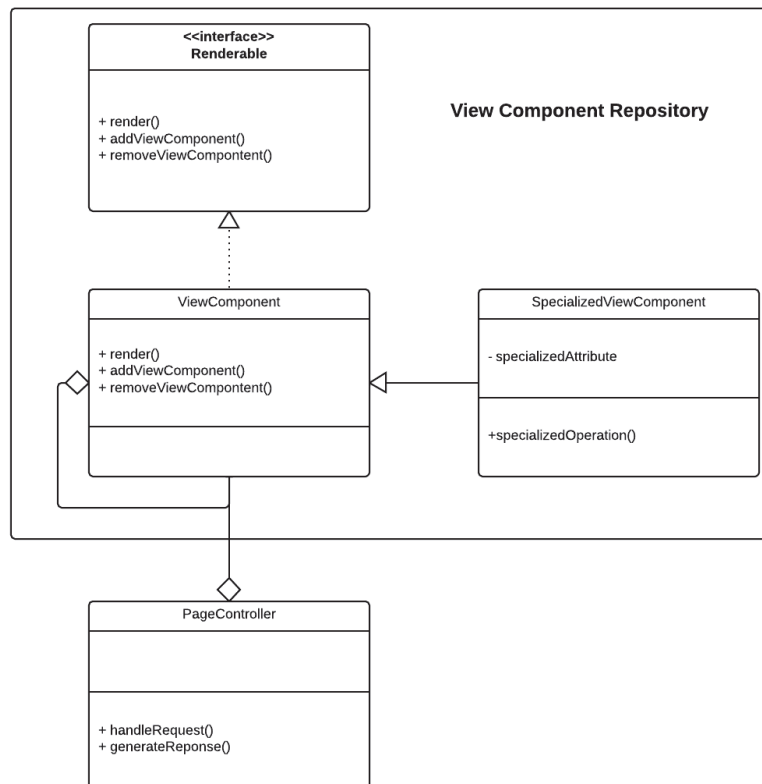 <<interface>>
Renderable
+ render()
+ addViewComponent()
+ removeViewCompontent()
View Component Repository
ViewComponent
+ render()
+ addViewComponent()
+ removeViewCompontent()
SpecializedViewComponent
- specializedAttribute
+specializedOperation()
PageController
+ handleRequest()
+ generateReponse()